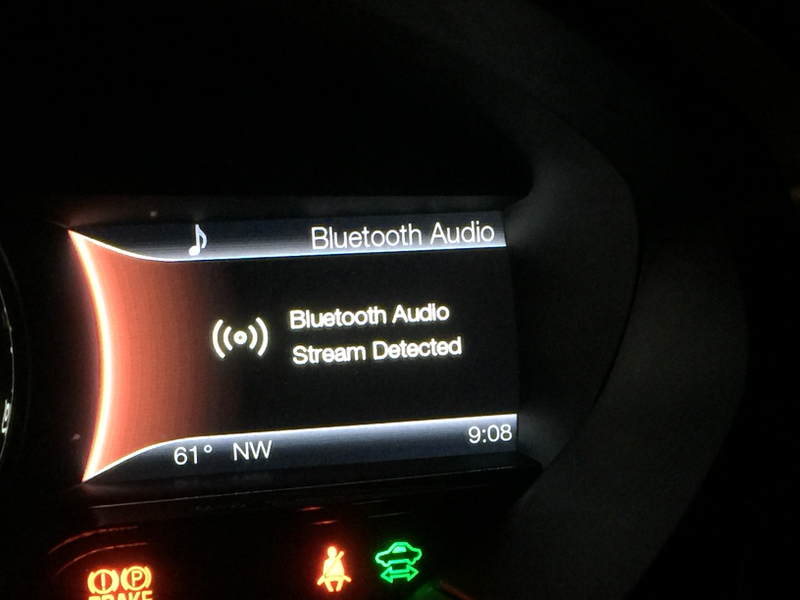 Bluetooth Audio
Bluetooth Audio
Stream Detected
61° NW 9:08
BRAKE